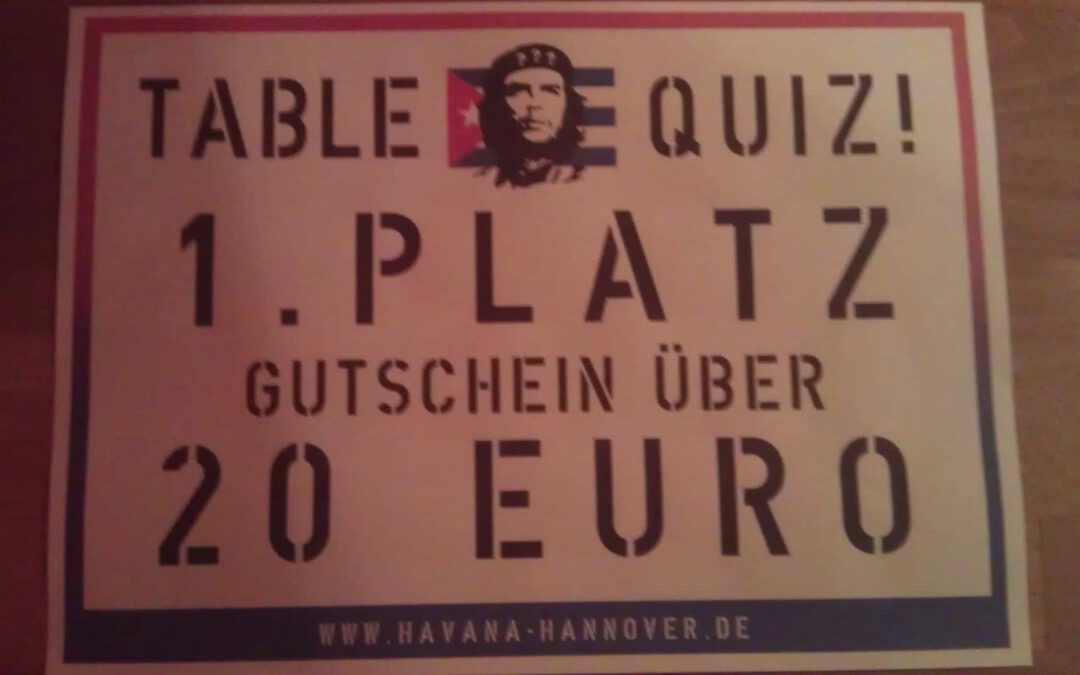 TABLE QUIZ!
1. PLATZ
GUTSCHEIN ÜBER
20 EURO
WWW.HAVANA-HANNOVER.DE